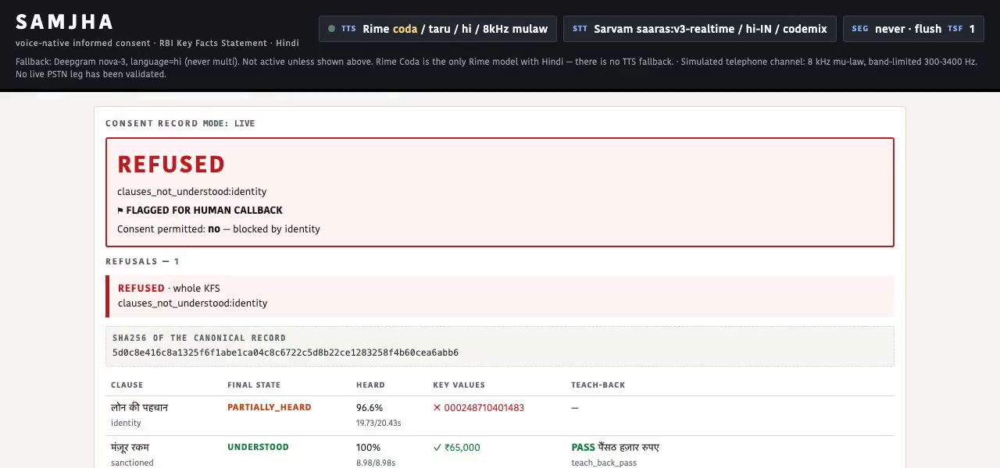 SAMJHA
voice-native informed consent · RBI Key Facts Statement · Hindi
TTS Rime coda / taru / hi / 8kHz mulaw
STT Sarvam saaras:v3-realtime / hi-IN / codemix
SEG never · flush TSF 1
Fallback: Deepgram nova-3, language=hi (never multi). Not active unless shown above. Rime Coda is the only Rime model with Hindi — there is no TTS fallback. · Simulated telephone channel: 8 kHz mu-law, band-limited 300-3400 Hz.
No live PSTN leg has been validated.
CONSENT RECORD MODE: LIVE
REFUSED
clauses_not_understood:identity
⚑ FLAGGED FOR HUMAN CALLBACK
Consent permitted: no — blocked by identity
REFUSALS — 1
REFUSED · whole KFS
clauses_not_understood:identity
SHA256 OF THE CANONICAL RECORD
5d0c8e416c8a1325f6f1abe1ca04c8c6722c5d8b22ce1283258f4b60cea6abb6
CLAUSE FINAL STATE HEARD KEY VALUES TEACH-BACK
लोन की पहचान PARTIALLY_HEARD 96.6% ✕ 000248710401483 —
identity 19.73/20.43s
मंज़ूर रकम UNDERSTOOD 100% ✓ ₹65,000 PASS पैंसठ हज़ार रुपए
sanctioned 8.98/8.98s teach_back_pass